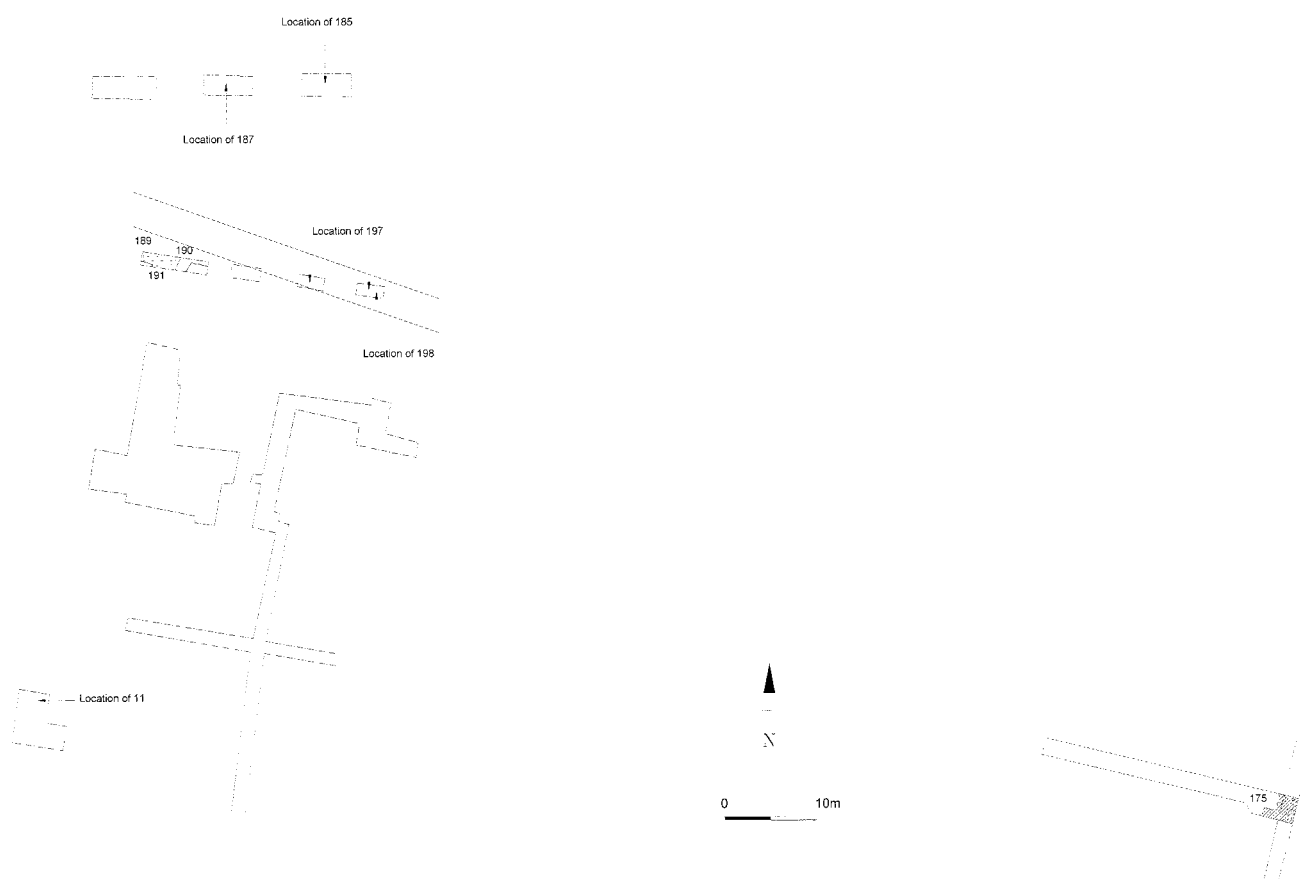 Location of 185
Location of 187
Location of 197
189
190
191
Location of 198
Location of 11
N
0 10m
175